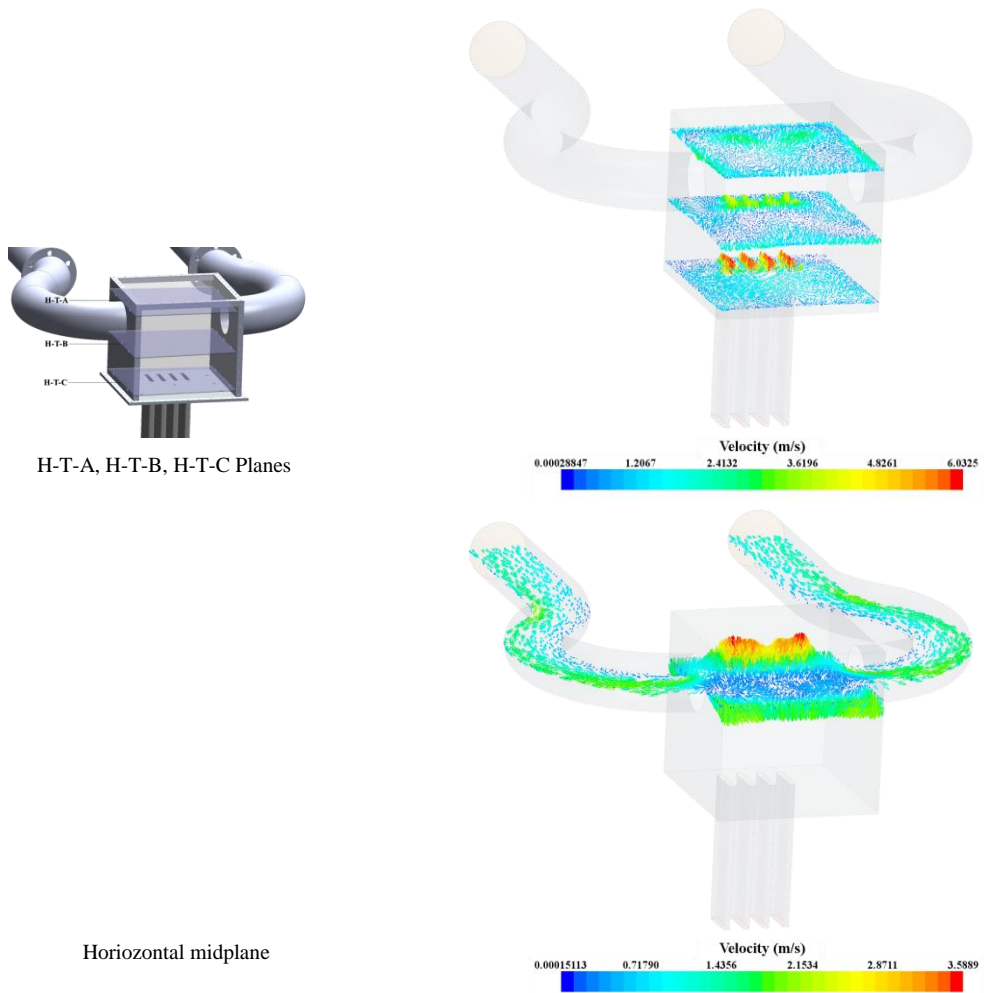 H-T-A
H-T-B
H-T-C
H-T-A, H-T-B, H-T-C Planes
Velocity (m/s)
0.00028847 1.2067 2.4132 3.6196 4.8261 6.0325
Horiozontal midplane
Velocity (m/s)
0.00015113 0.71790 1.4356 2.1534 2.8711 3.5889